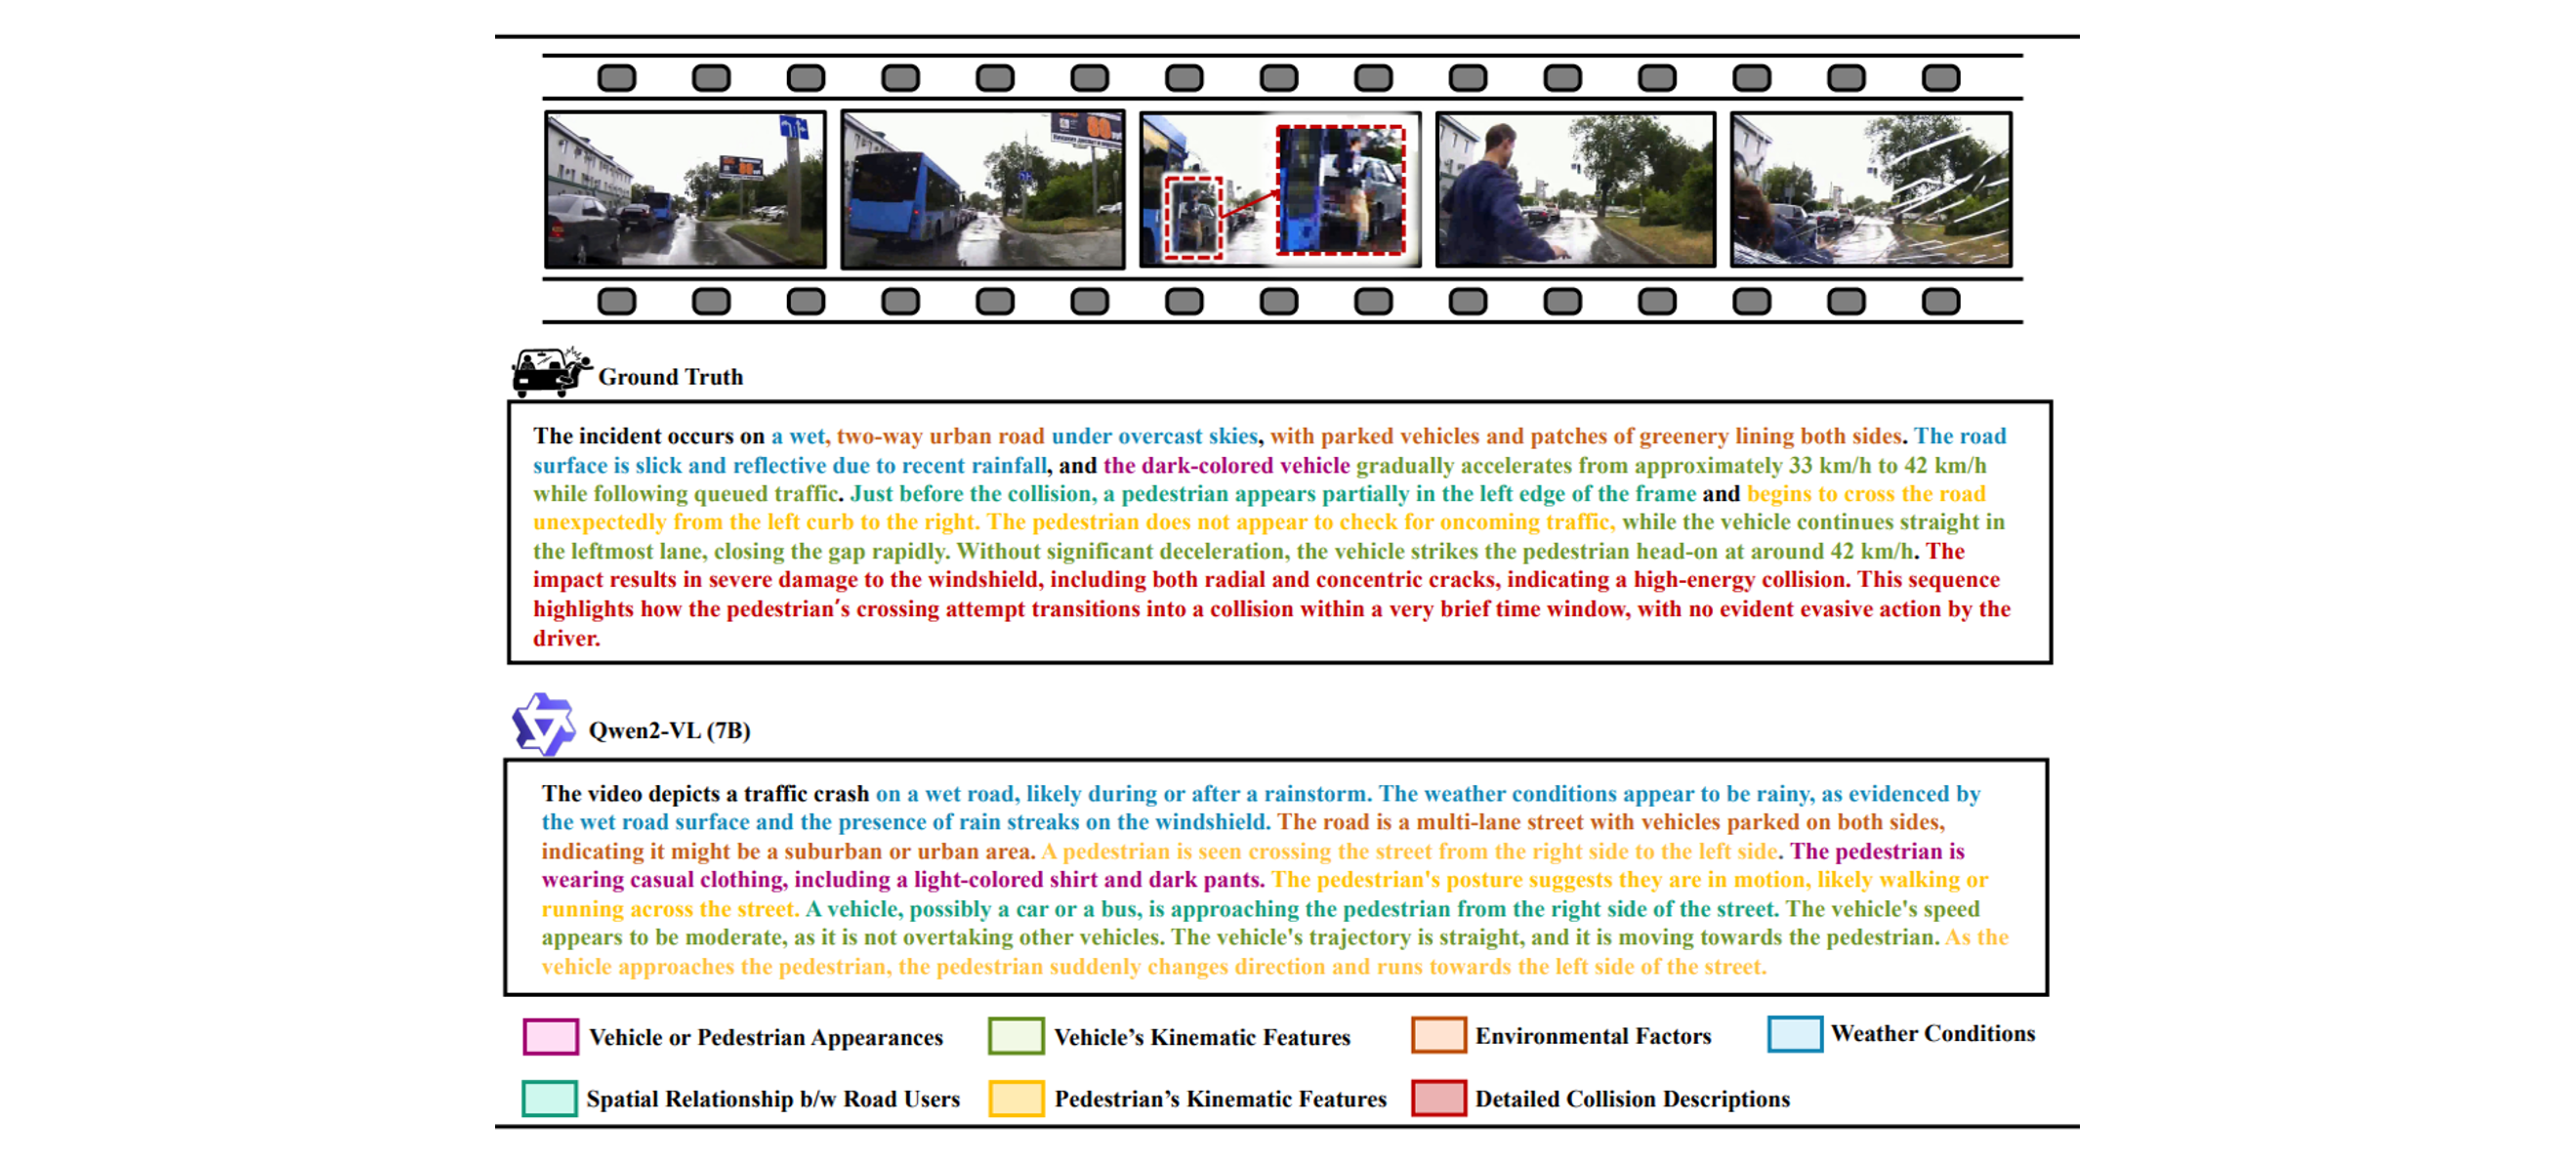 80
80
Ground Truth
The incident occurs on a wet, two-way urban road under overcast skies, with parked vehicles and patches of greenery lining both sides. The road
surface is slick and reflective due to recent rainfall, and the dark-colored vehicle gradually accelerates from approximately 33 km/h to 42 km/h
while following queued traffic. Just before the collision, a pedestrian appears partially in the left edge of the frame and begins to cross the road
unexpectedly from the left curb to the right. The pedestrian does not appear to check for oncoming traffic, while the vehicle continues straight in
the leftmost lane, closing the gap rapidly. Without significant deceleration, the vehicle strikes the pedestrian head-on at around 42 km/h. The
impact results in severe damage to the windshield, including both radial and concentric cracks, indicating a high-energy collision. This sequence
highlights how the pedestrian′s crossing attempt transitions into a collision within a very brief time window, with no evident evasive action by the
driver.
Qwen2-VL (7B)
The video depicts a traffic crash on a wet road, likely during or after a rainstorm. The weather conditions appear to be rainy, as evidenced by
the wet road surface and the presence of rain streaks on the windshield. The road is a multi-lane street with vehicles parked on both sides,
indicating it might be a suburban or urban area. A pedestrian is seen crossing the street from the right side to the left side. The pedestrian is
wearing casual clothing, including a light-colored shirt and dark pants. The pedestrian's posture suggests they are in motion, likely walking or
running across the street. A vehicle, possibly a car or a bus, is approaching the pedestrian from the right side of the street. The vehicle's speed
appears to be moderate, as it is not overtaking other vehicles. The vehicle's trajectory is straight, and it is moving towards the pedestrian. As the
vehicle approaches the pedestrian, the pedestrian suddenly changes direction and runs towards the left side of the street.
Vehicle or Pedestrian Appearances
Vehicle’s Kinematic Features
Environmental Factors
Weather Conditions
Spatial Relationship b/w Road Users
Pedestrian’s Kinematic Features
Detailed Collision Descriptions